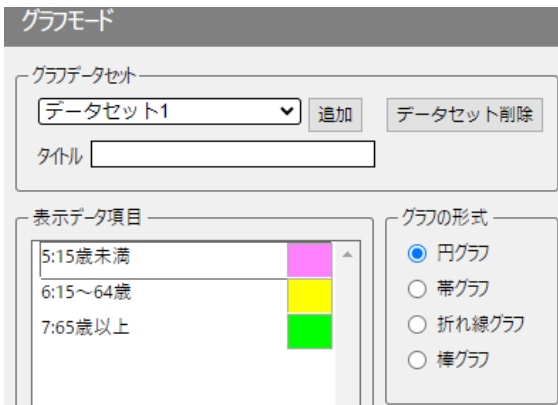 グラフモード
グラフデータセット
データセット1 追加 データセット削除
タイトル
表示データ項目
5:15歳未満
6:15～64歳
7:65歳以上
グラフの形式
円グラフ
帯グラフ
折れ線グラフ
棒グラフ